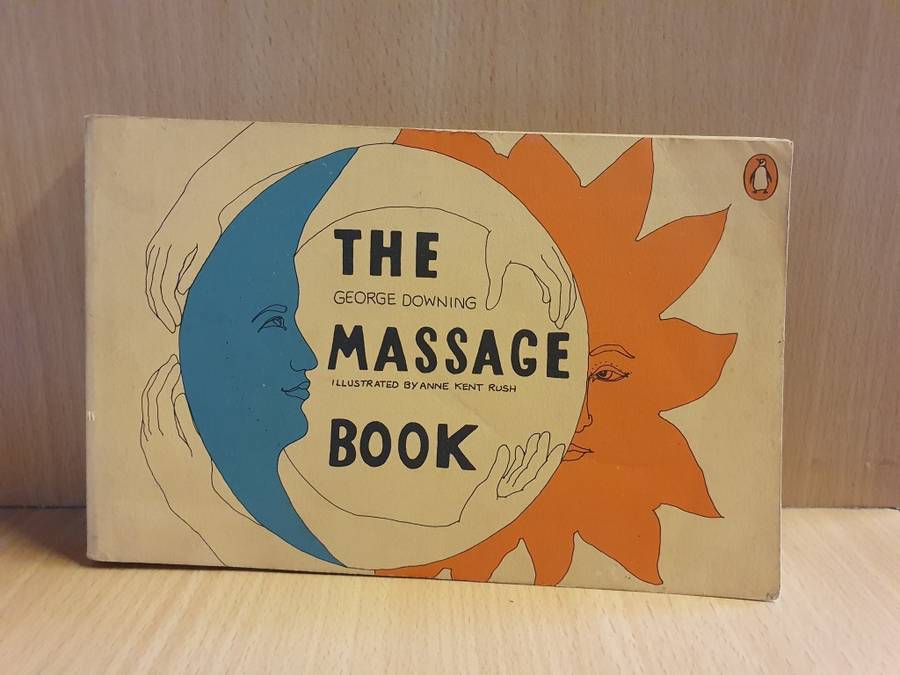 THE
GEORGE DOWNING
MASSAGE
ILLUSTRATED BY ANNE KENT RUSH
BOOK